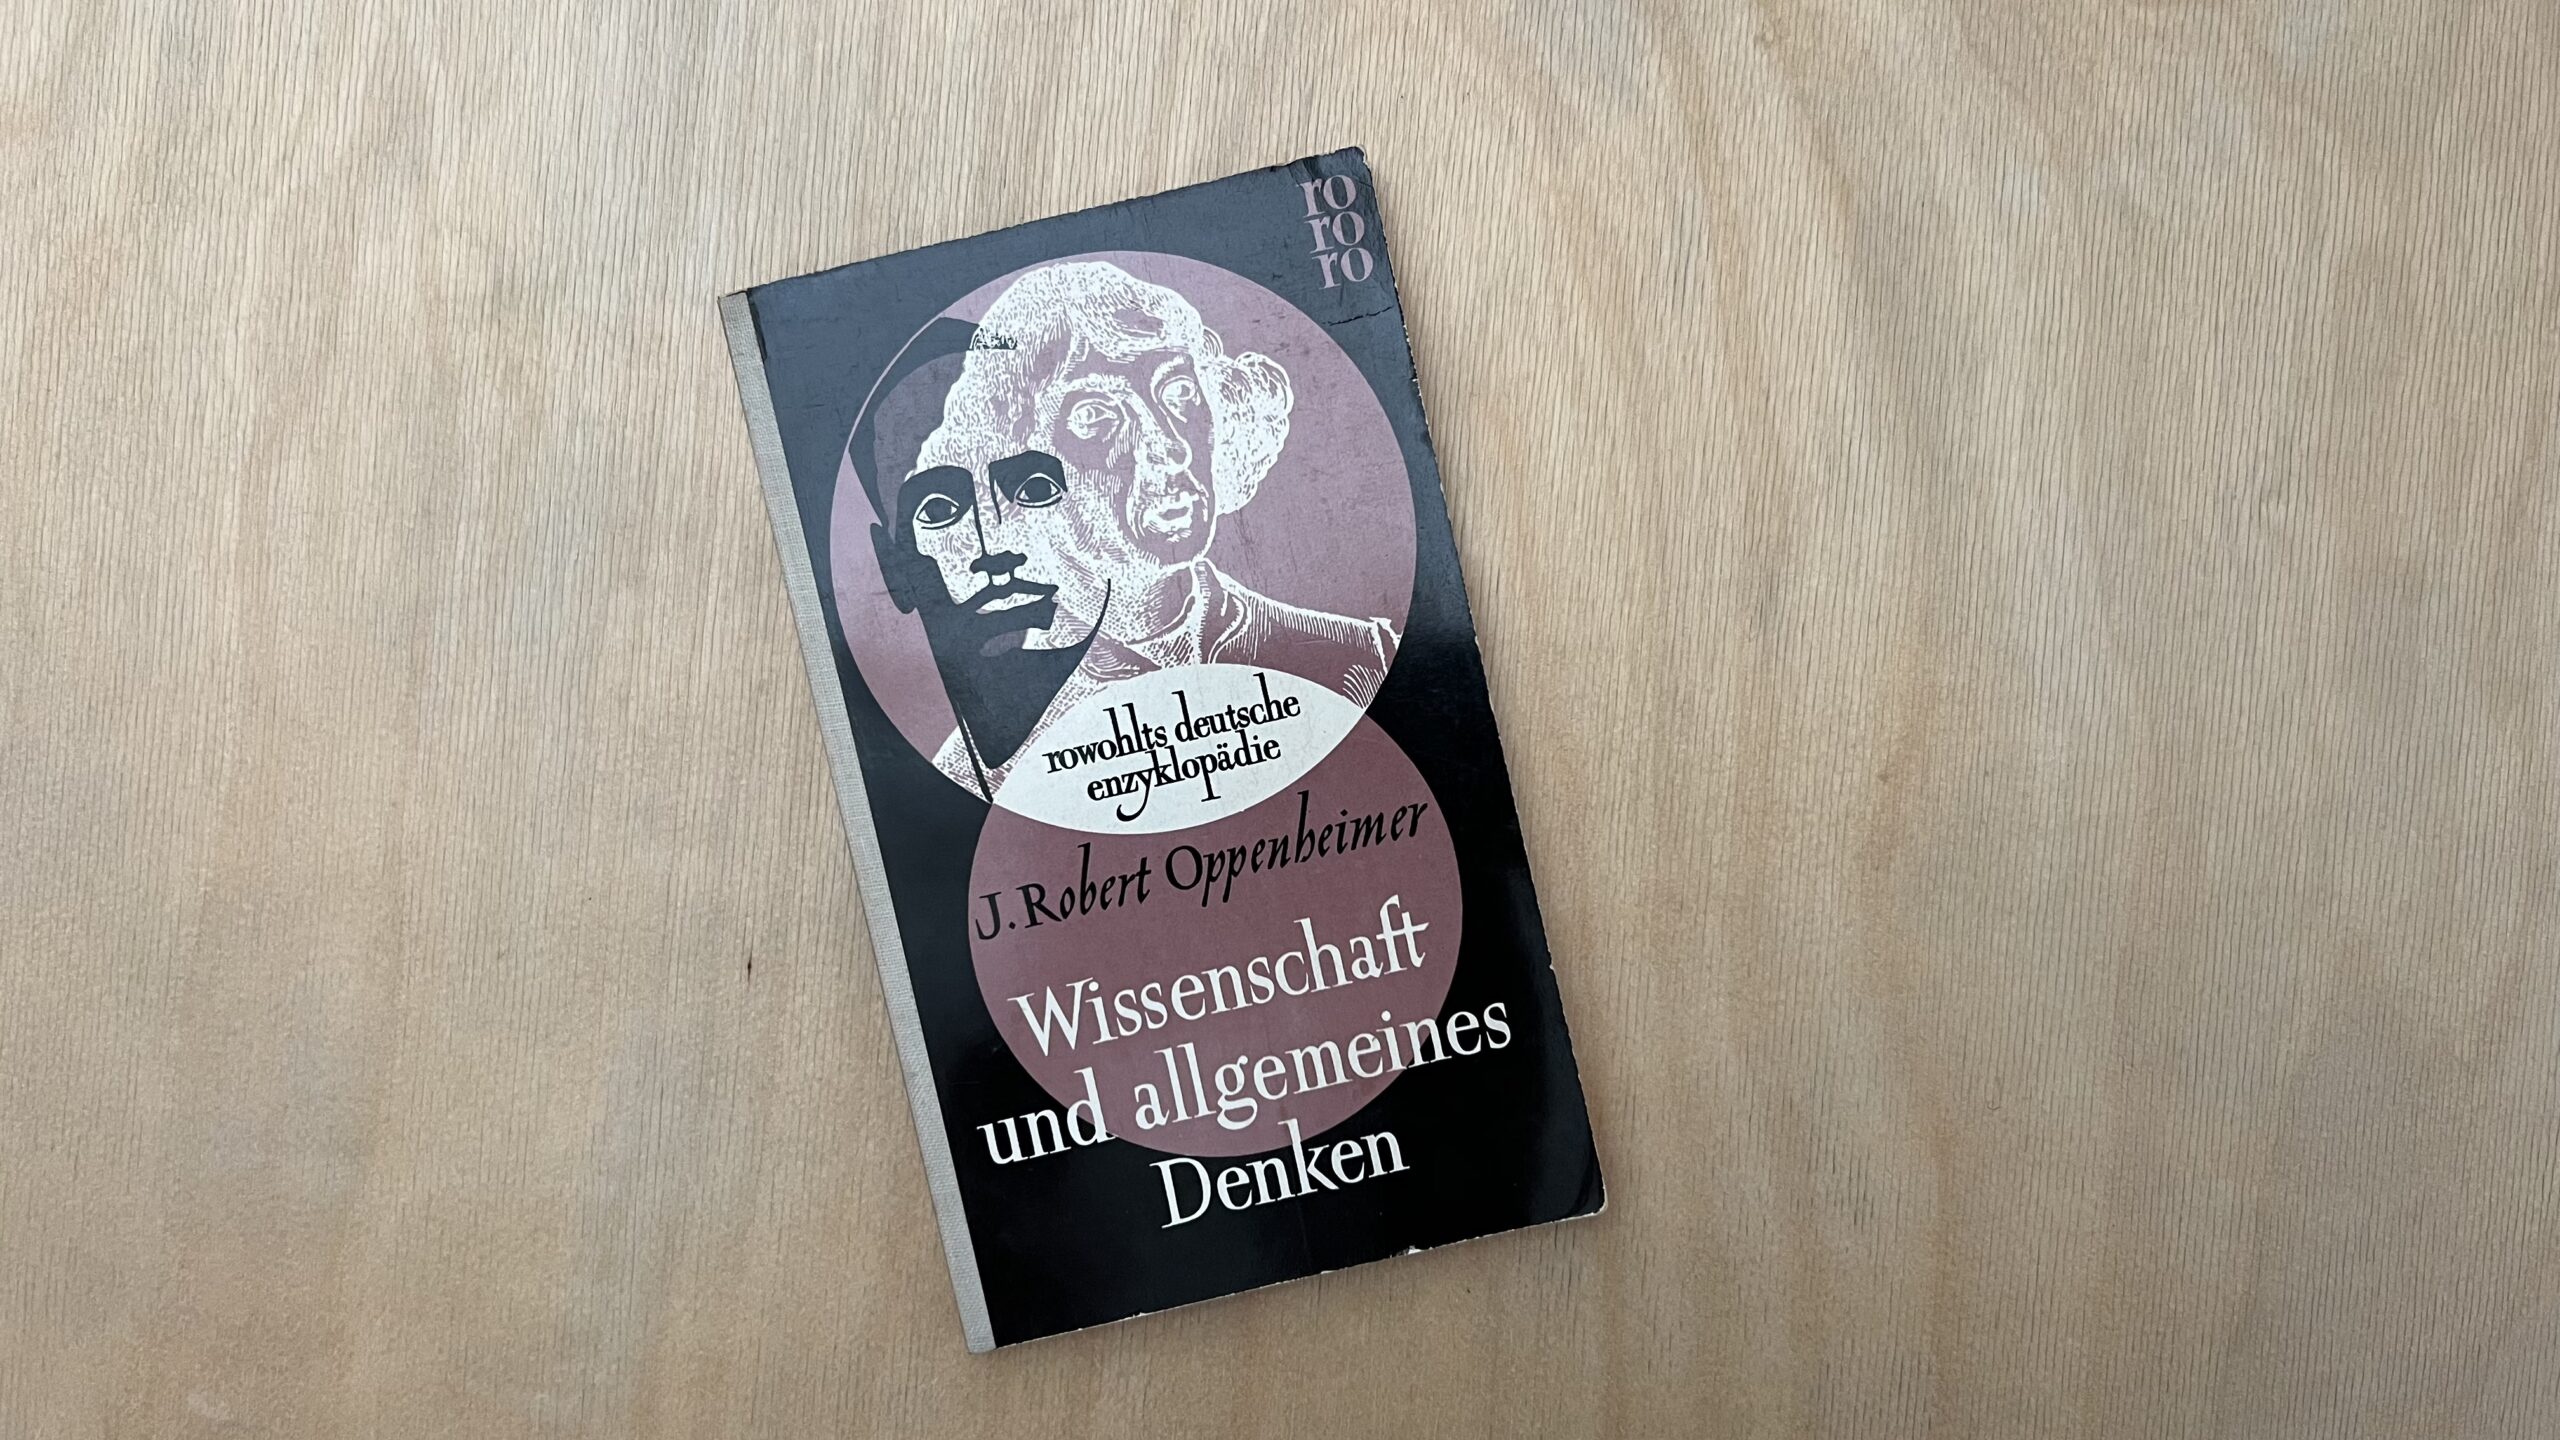 ro
ro
ro
rowohlts deutsche
enzyklopädie
J. Robert Oppenheimer
Wissenschaft
und allgemeines
Denken